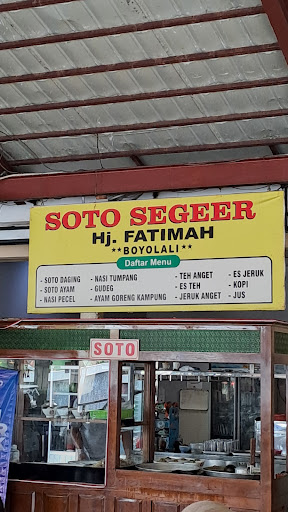 SOTO SEGEER
Hj. FATIMAH
**BOYOLALI**
Daftar Menu
- SOTO DAGING
- SOTO AYAM
- NASI PECEL
- NASI TUMPANG
- GUDEG
- AYAM GORENG KAMPUNG
- TEH ANGET
- ES TEH
- JERUK ANGET
- ES JERUK
- KOPI
- JUS
SOTO